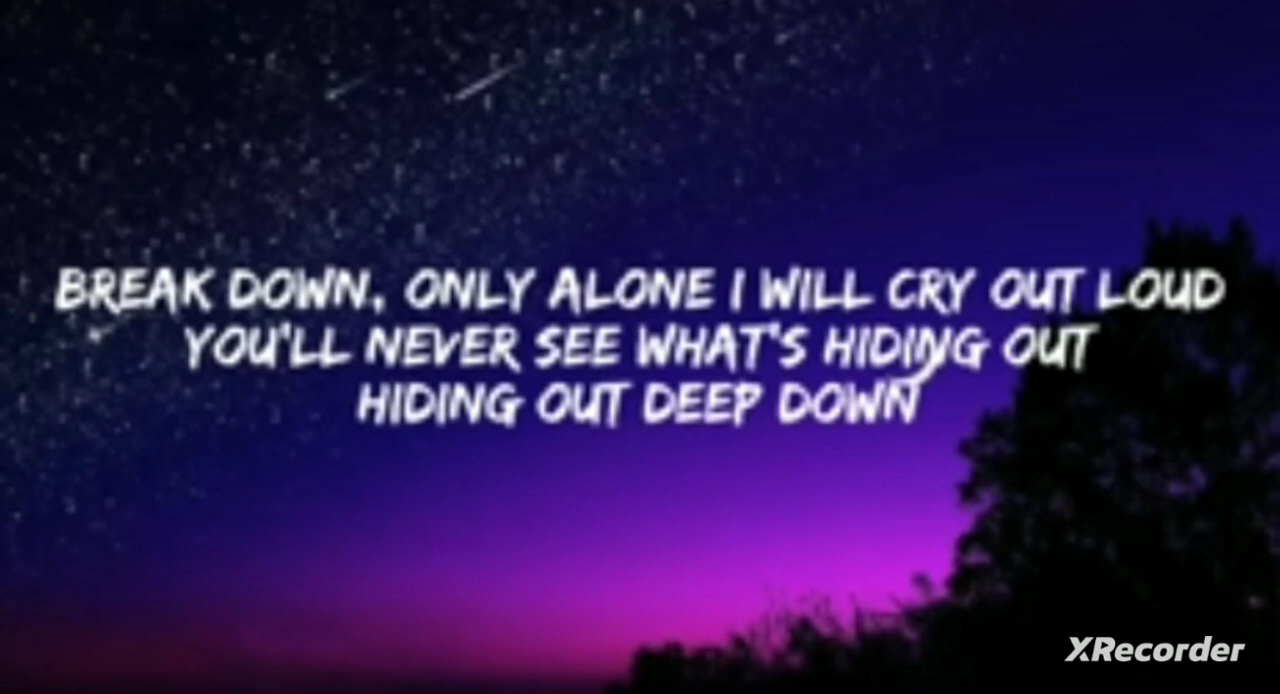 BREAK DOWN, ONLY ALONE I WILL CRY OUT LOUD
YOU'LL NEVER SEE WHAT'S HIDING OUT
HIDING OUT DEEP DOWN
XRecorder